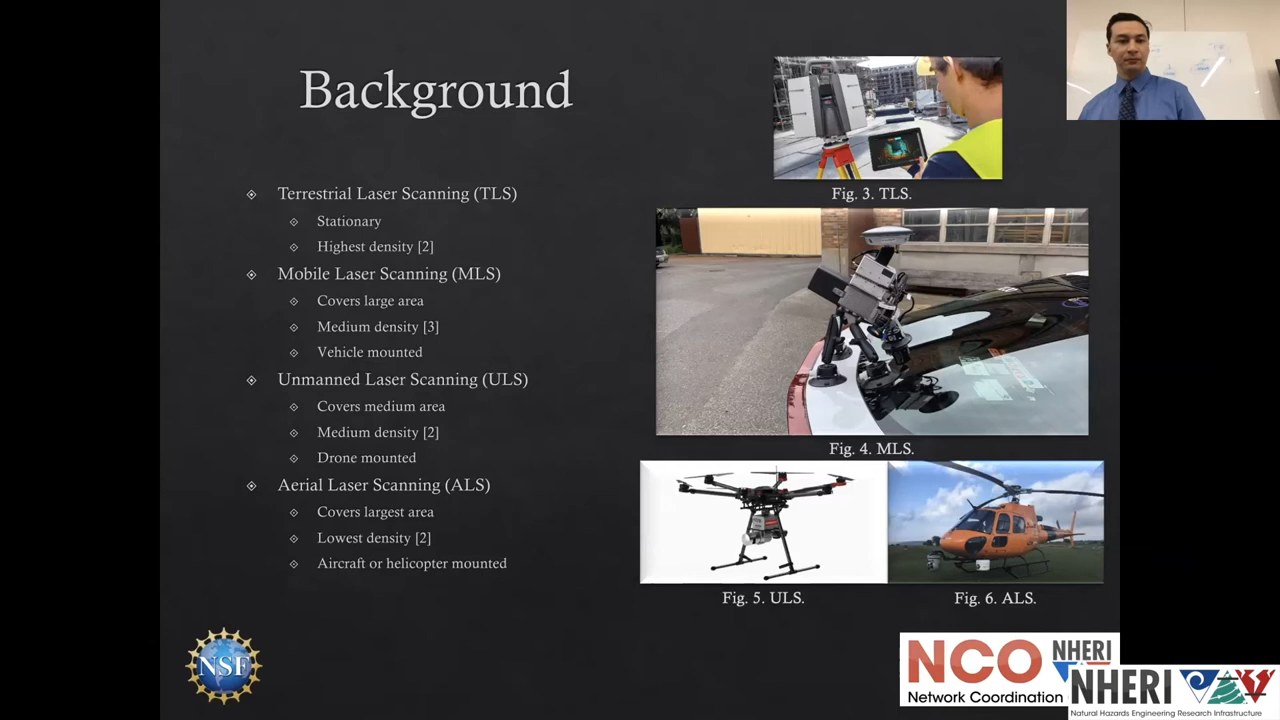 Background
Terrestrial Laser Scanning (TLS)
Stationary
Highest density [2]
Mobile Laser Scanning (MLS)
Covers large area
Medium density [3]
Vehicle mounted
Unmanned Laser Scanning (ULS)
Covers medium area
Medium density [2]
Drone mounted
Aerial Laser Scanning (ALS)
Covers largest area
Lowest density [2]
Aircraft or helicopter mounted
Fig. 3. TLS.
Fig. 4. MLS.
Fig. 5. ULS.
Fig. 6. ALS.
NSF
NCO
NHERI
Network Coordination
NHERI
Natural Hazards Engineering Research Infrastructure